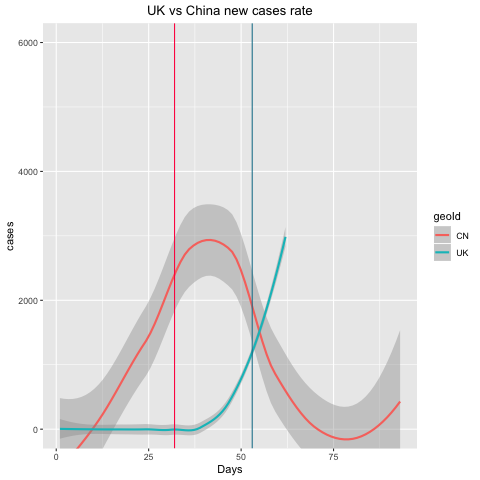 UK vs China new cases rate
6000
4000
2000
0
cases
0 25 50 75
Days
geoId
CN
UK